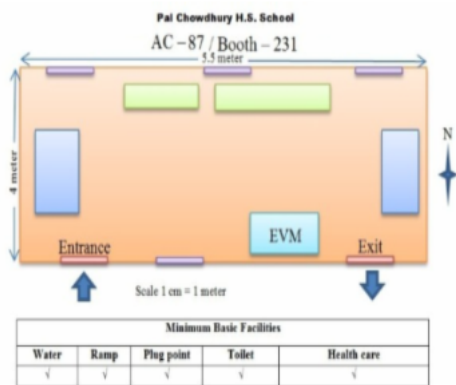 Pal Chowdhury H.S. School
AC – 87 / Booth – 231
5.5 meter
4 meter
N
EVM
Entrance
Exit
Scale 1 cm = 1 meter
Minimum Basic Facilities
Water Ramp Plug point Toilet Health care
√ √ √ √ √